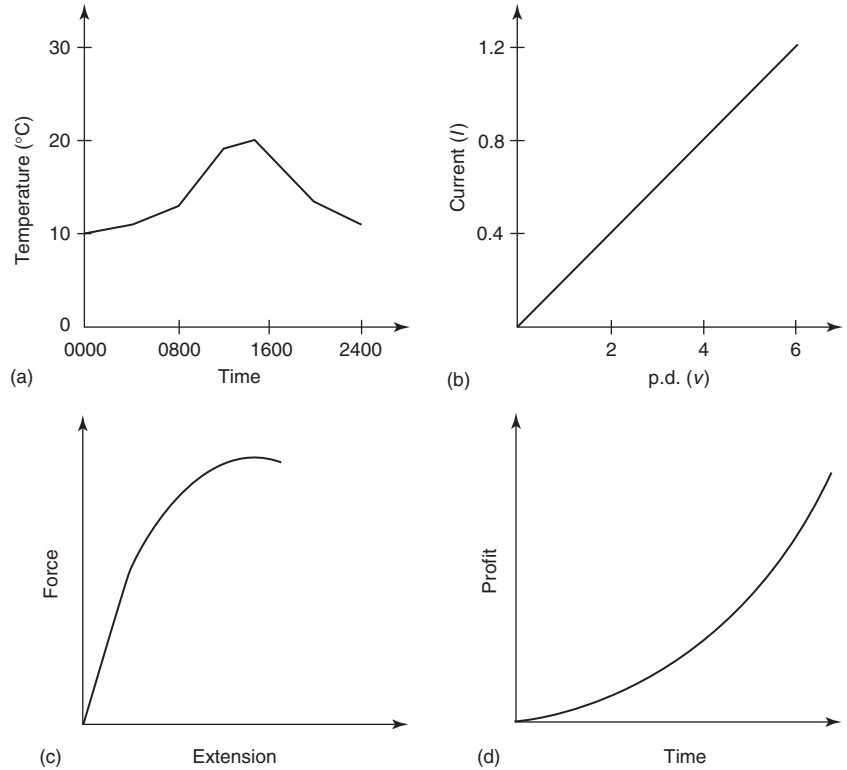 30
20
10
0
Temperature (°C)
0000 0800 1600 2400
(a) Time
1.2
0.8
0.4
Current (I)
2 4 6
(b) p.d. (v)
Force
(c) Extension
Profit
(d) Time